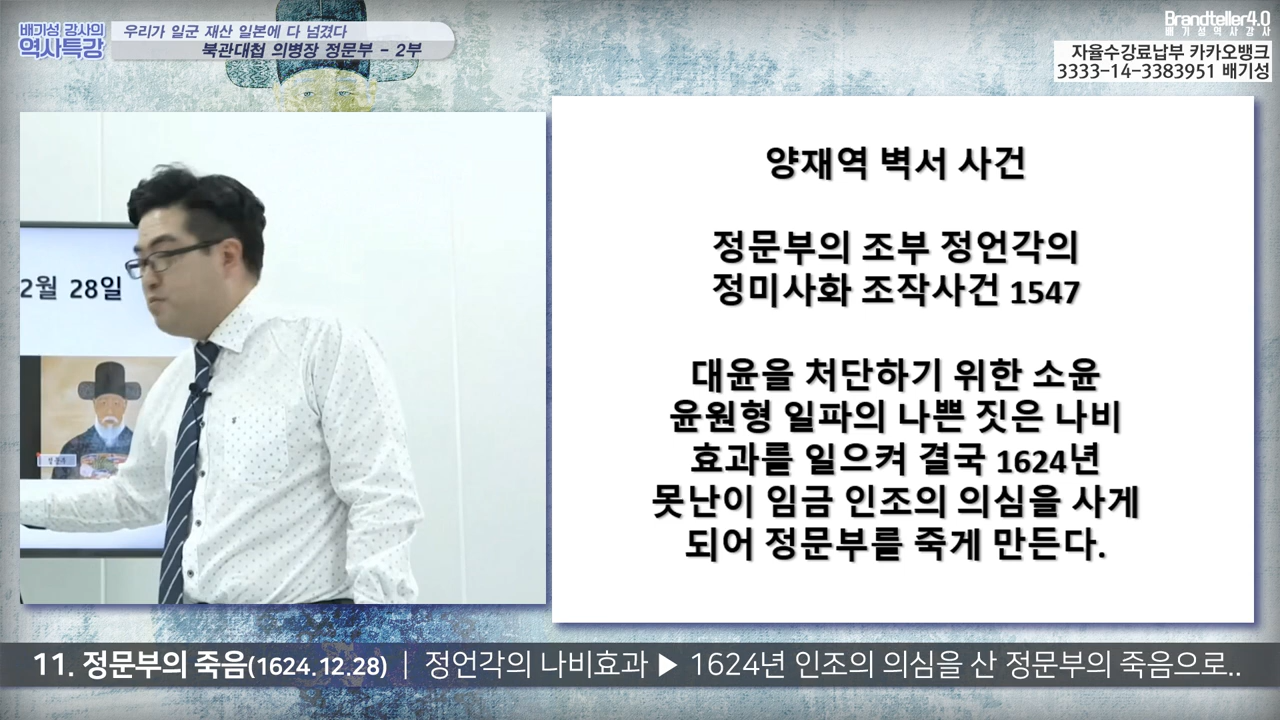 배기성 강사의
역사특강
우리가 일군 재산 일본에 다 넘겼다
북관대첩 의병장 정문부 - 2부
Brandteller4.0
배기성역사강사
자율수강료납부 카카오뱅크
3333-14-3383951 배기성
2월 28일
양재역 벽서 사건
정문부의 조부 정언각의
정미사화 조작사건 1547
대윤을 처단하기 위한 소윤
윤원형 일파의 나쁜 짓은 나비
효과를 일으켜 결국 1624년
못난이 임금 인조의 의심을 사게
되어 정문부를 죽게 만든다.
11. 정문부의 죽음(1624.12.28) | 정언각의 나비효과 ▶ 1624년 인조의 의심을 산 정문부의 죽음으로..